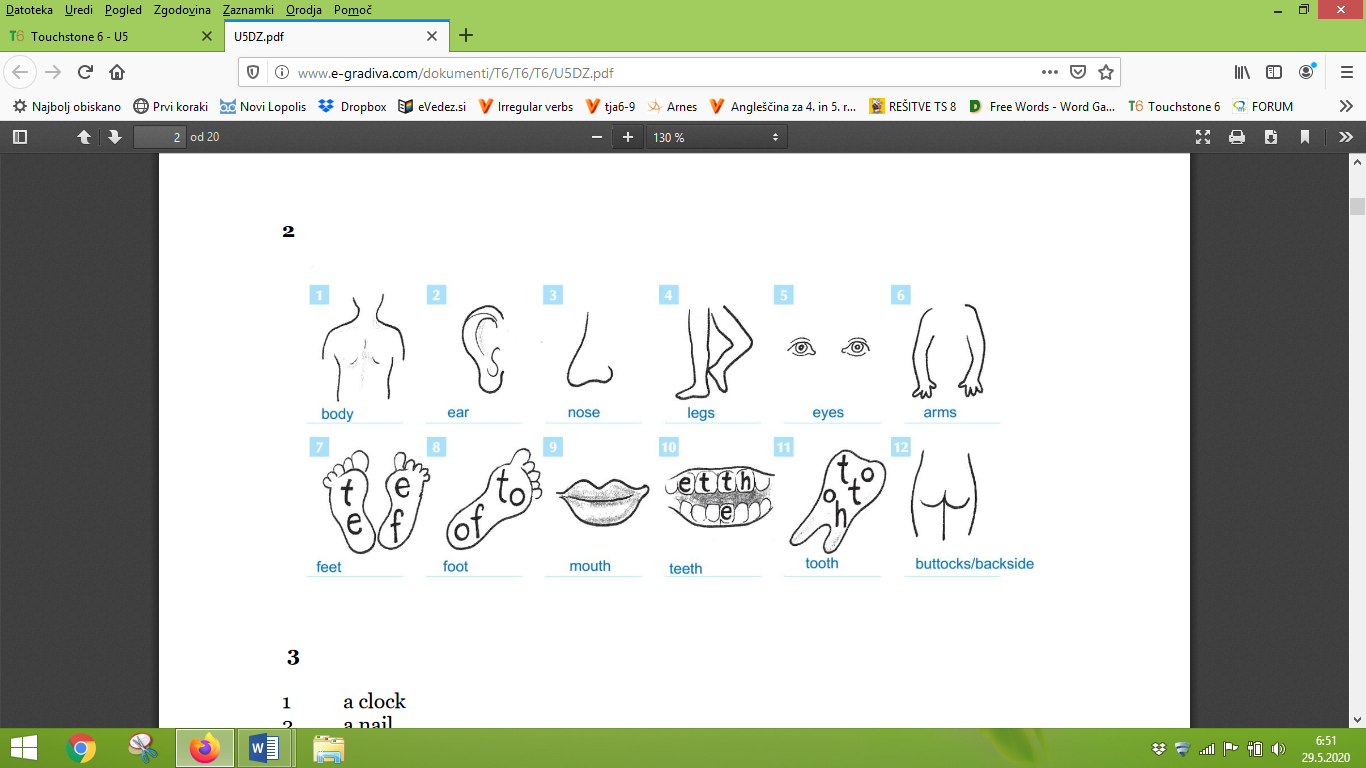 Datoteka Uredi Pogled Zgodovina Zaznamki Orodja Pomoč
T6 Touchstone 6 - U5 U5DZ.pdf
www.e-gradiva.com/dokumenti/T6/T6/T6/U5DZ.pdf
Najbolj obiskano Prvi koraki Novi Lopolis Dropbox eVedez.si Irregular verbs tja6-9 Arnes Angleščina za 4. in 5. r... REŠITVE TS 8 Free Words - Word Ga... T6 Touchstone 6 FORUM
2 od 20 130 %
2
1 2 3 4 5 6
body ear nose legs eyes arms
7 8 9 10 11 12
t e e f
t o o f
e t t h e
t o t o h
feet foot mouth teeth tooth buttocks/backside
3
1 a clock
2 a nail
6:51
29.5.2020